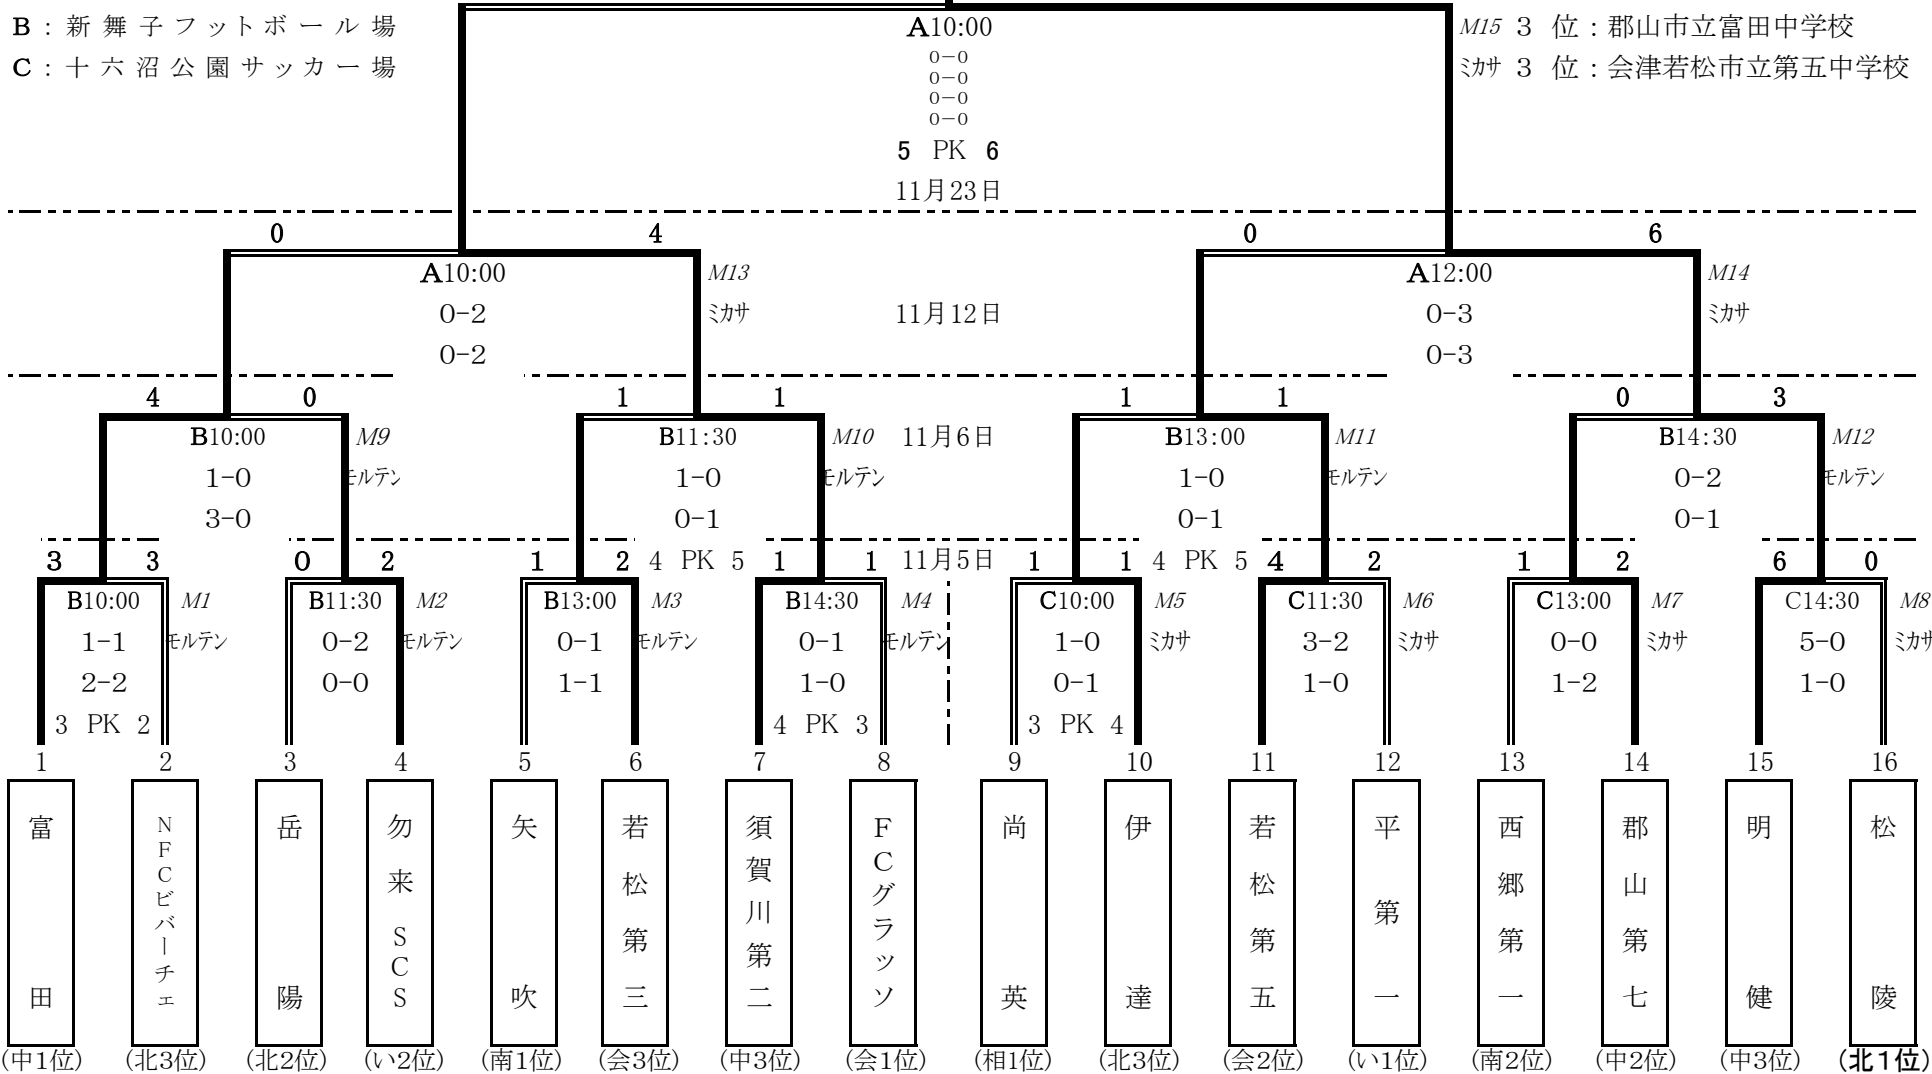 B：新舞子フットボール場
C：十六沼公園サッカー場
A10:00
0−0
0−0
0−0
0−0
5 PK 6
11月23日
M15 3 位：郡山市立富田中学校
ミカサ 3 位：会津若松市立第五中学校
0 4 0 6
A10:00 M13 A12:00 M14
0-2 ミカサ 11月12日 0-3 ミカサ
0-2 0-3
4 0 1 1 1 1 0 3
B10:00 M9 B11:30 M10 11月6日 B13:00 M11 B14:30 M12
1-0 モルテン 1-0 モルテン 1-0 モルテン 0-2 モルテン
3-0 0-1 0-1 0-1
3 3 0 2 1 2 4 PK 5 1 1 11月5日 1 1 4 PK 5 4 2 1 2 6 0
B10:00 M1 B11:30 M2 B13:00 M3 B14:30 M4 C10:00 M5 C11:30 M6 C13:00 M7 C14:30 M8
1-1 モルテン 0-2 モルテン 0-1 モルテン 0-1 モルテン 1-0 ミカサ 3-2 ミカサ 0-0 ミカサ 5-0 ミカサ
2-2 0-0 1-1 1-0 0-1 1-0 1-2 1-0
3 PK 2 4 PK 3 3 PK 4
1 2 3 4 5 6 7 8 9 10 11 12 13 14 15 16
富田
NFCビバーチェ
岳陽
勿来 SCS
矢吹
若松第三
須賀川第二
FCグラッソ
尚英
伊達
若松第五
平第一
西郷第一
郡山第七
明健
松陵
(中1位) (北3位) (北2位) (い2位) (南1位) (会3位) (中3位) (会1位) (相1位) (北3位) (会2位) (い1位) (南2位) (中2位) (中3位) (北1位)